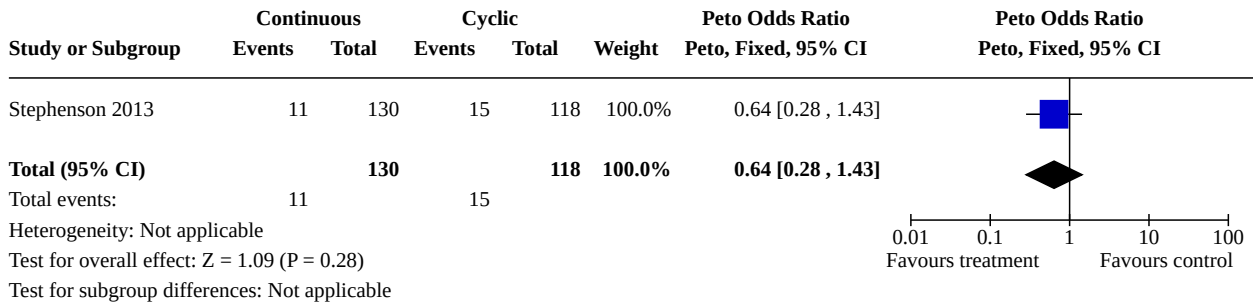 Continuous Cyclic Peto Odds Ratio Peto Odds Ratio
Study or Subgroup Events Total Events Total Weight Peto, Fixed, 95% CI Peto, Fixed, 95% CI
Stephenson 2013 11 130 15 118 100.0% 0.64 [0.28 , 1.43]
Total (95% CI) 130 118 100.0% 0.64 [0.28 , 1.43]
Total events: 11 15
Heterogeneity: Not applicable
0.01 0.1 1 10 100
Test for overall effect: Z = 1.09 (P = 0.28) Favours treatment Favours control
Test for subgroup differences: Not applicable